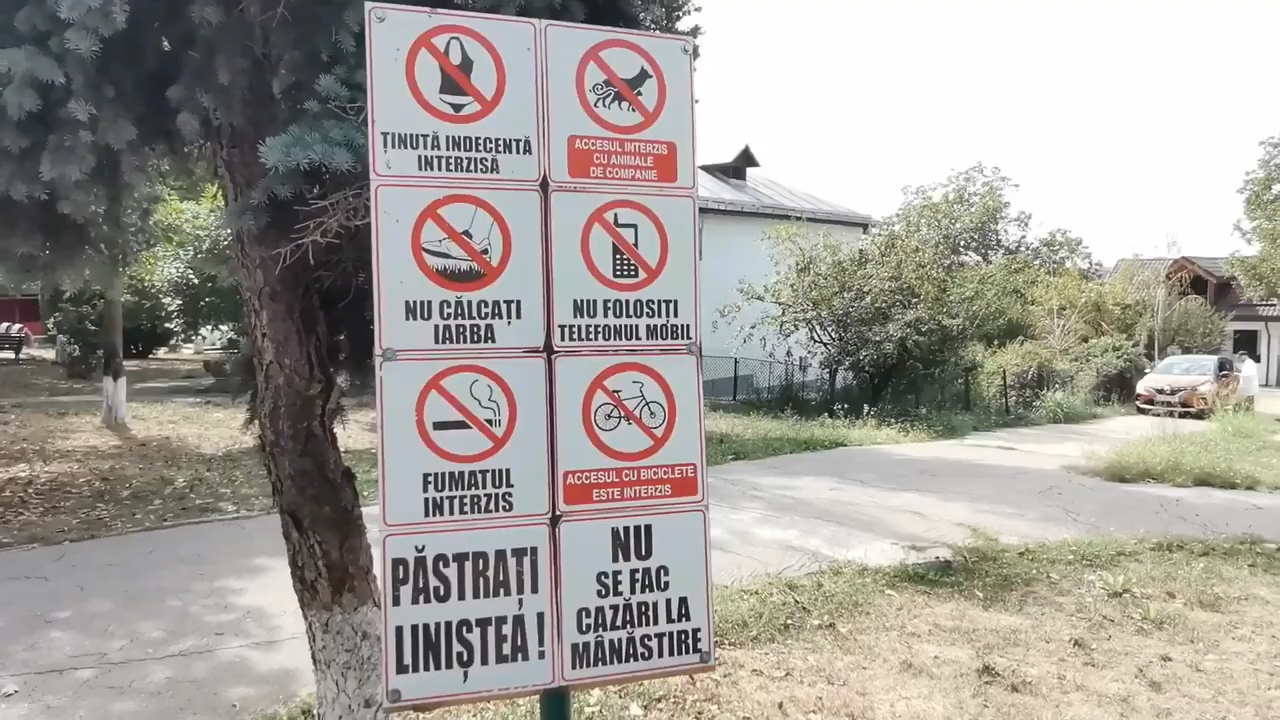 ȚINUTĂ INDECENTĂ
INTERZISĂ
ACCESUL INTERZIS
CU ANIMALE
DE COMPANIE
NU CĂLCAȚI
IARBA
NU FOLOSIȚI
TELEFONUL MOBIL
FUMATUL
INTERZIS
ACCESUL CU BICICLETE
ESTE INTERZIS
PĂSTRAȚI
LINIȘTEA !
NU
SE FAC
CAZĂRI LA
MÂNĂSTIRE